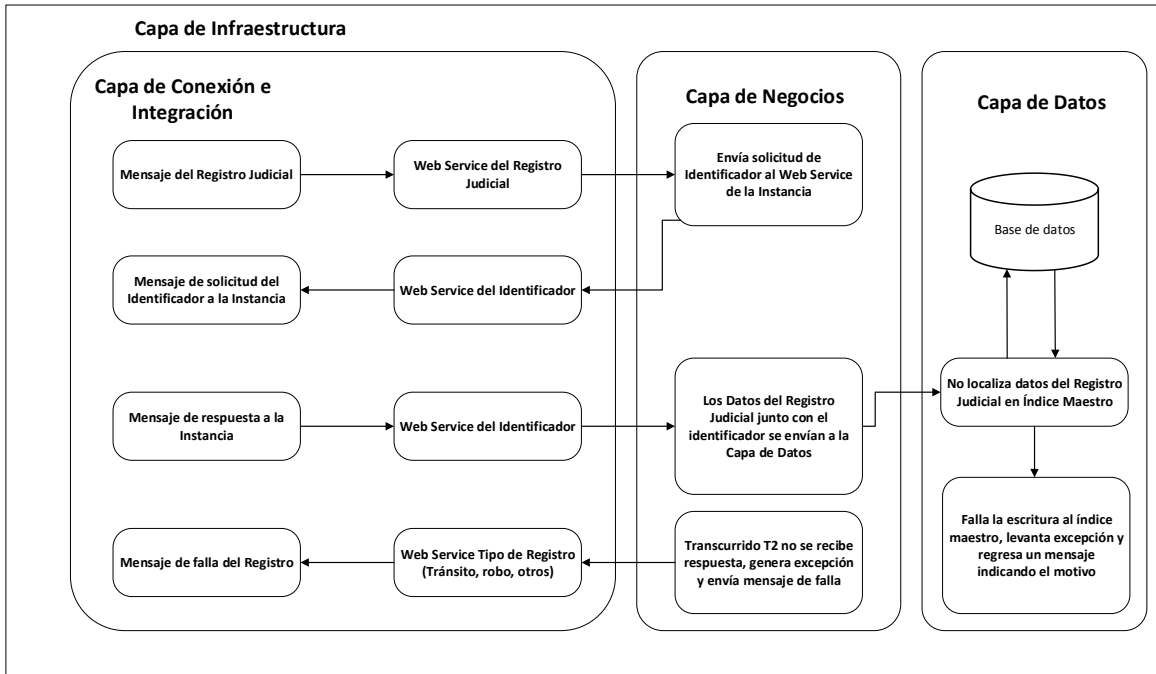 Capa de Infraestructura
Capa de Conexión e
Integración
Capa de Negocios
Capa de Datos
Mensaje del Registro Judicial
Web Service del Registro
Judicial
Envía solicitud de
Identificador al Web Service
de la Instancia
Base de datos
Mensaje de solicitud del
Identificador a la Instancia
Web Service del Identificador
Mensaje de respuesta a la
Instancia
Web Service del Identificador
Los Datos del Registro
Judicial junto con el
identificador se envían a la
Capa de Datos
No localiza datos del Registro
Judicial en Índice Maestro
Mensaje de falla del Registro
Web Service Tipo de Registro
(Tránsito, robo, otros)
Transcurrido T2 no se recibe
respuesta, genera excepción
y envía mensaje de falla
Falla la escritura al índice
maestro, levanta excepción y
regresa un mensaje
indicando el motivo